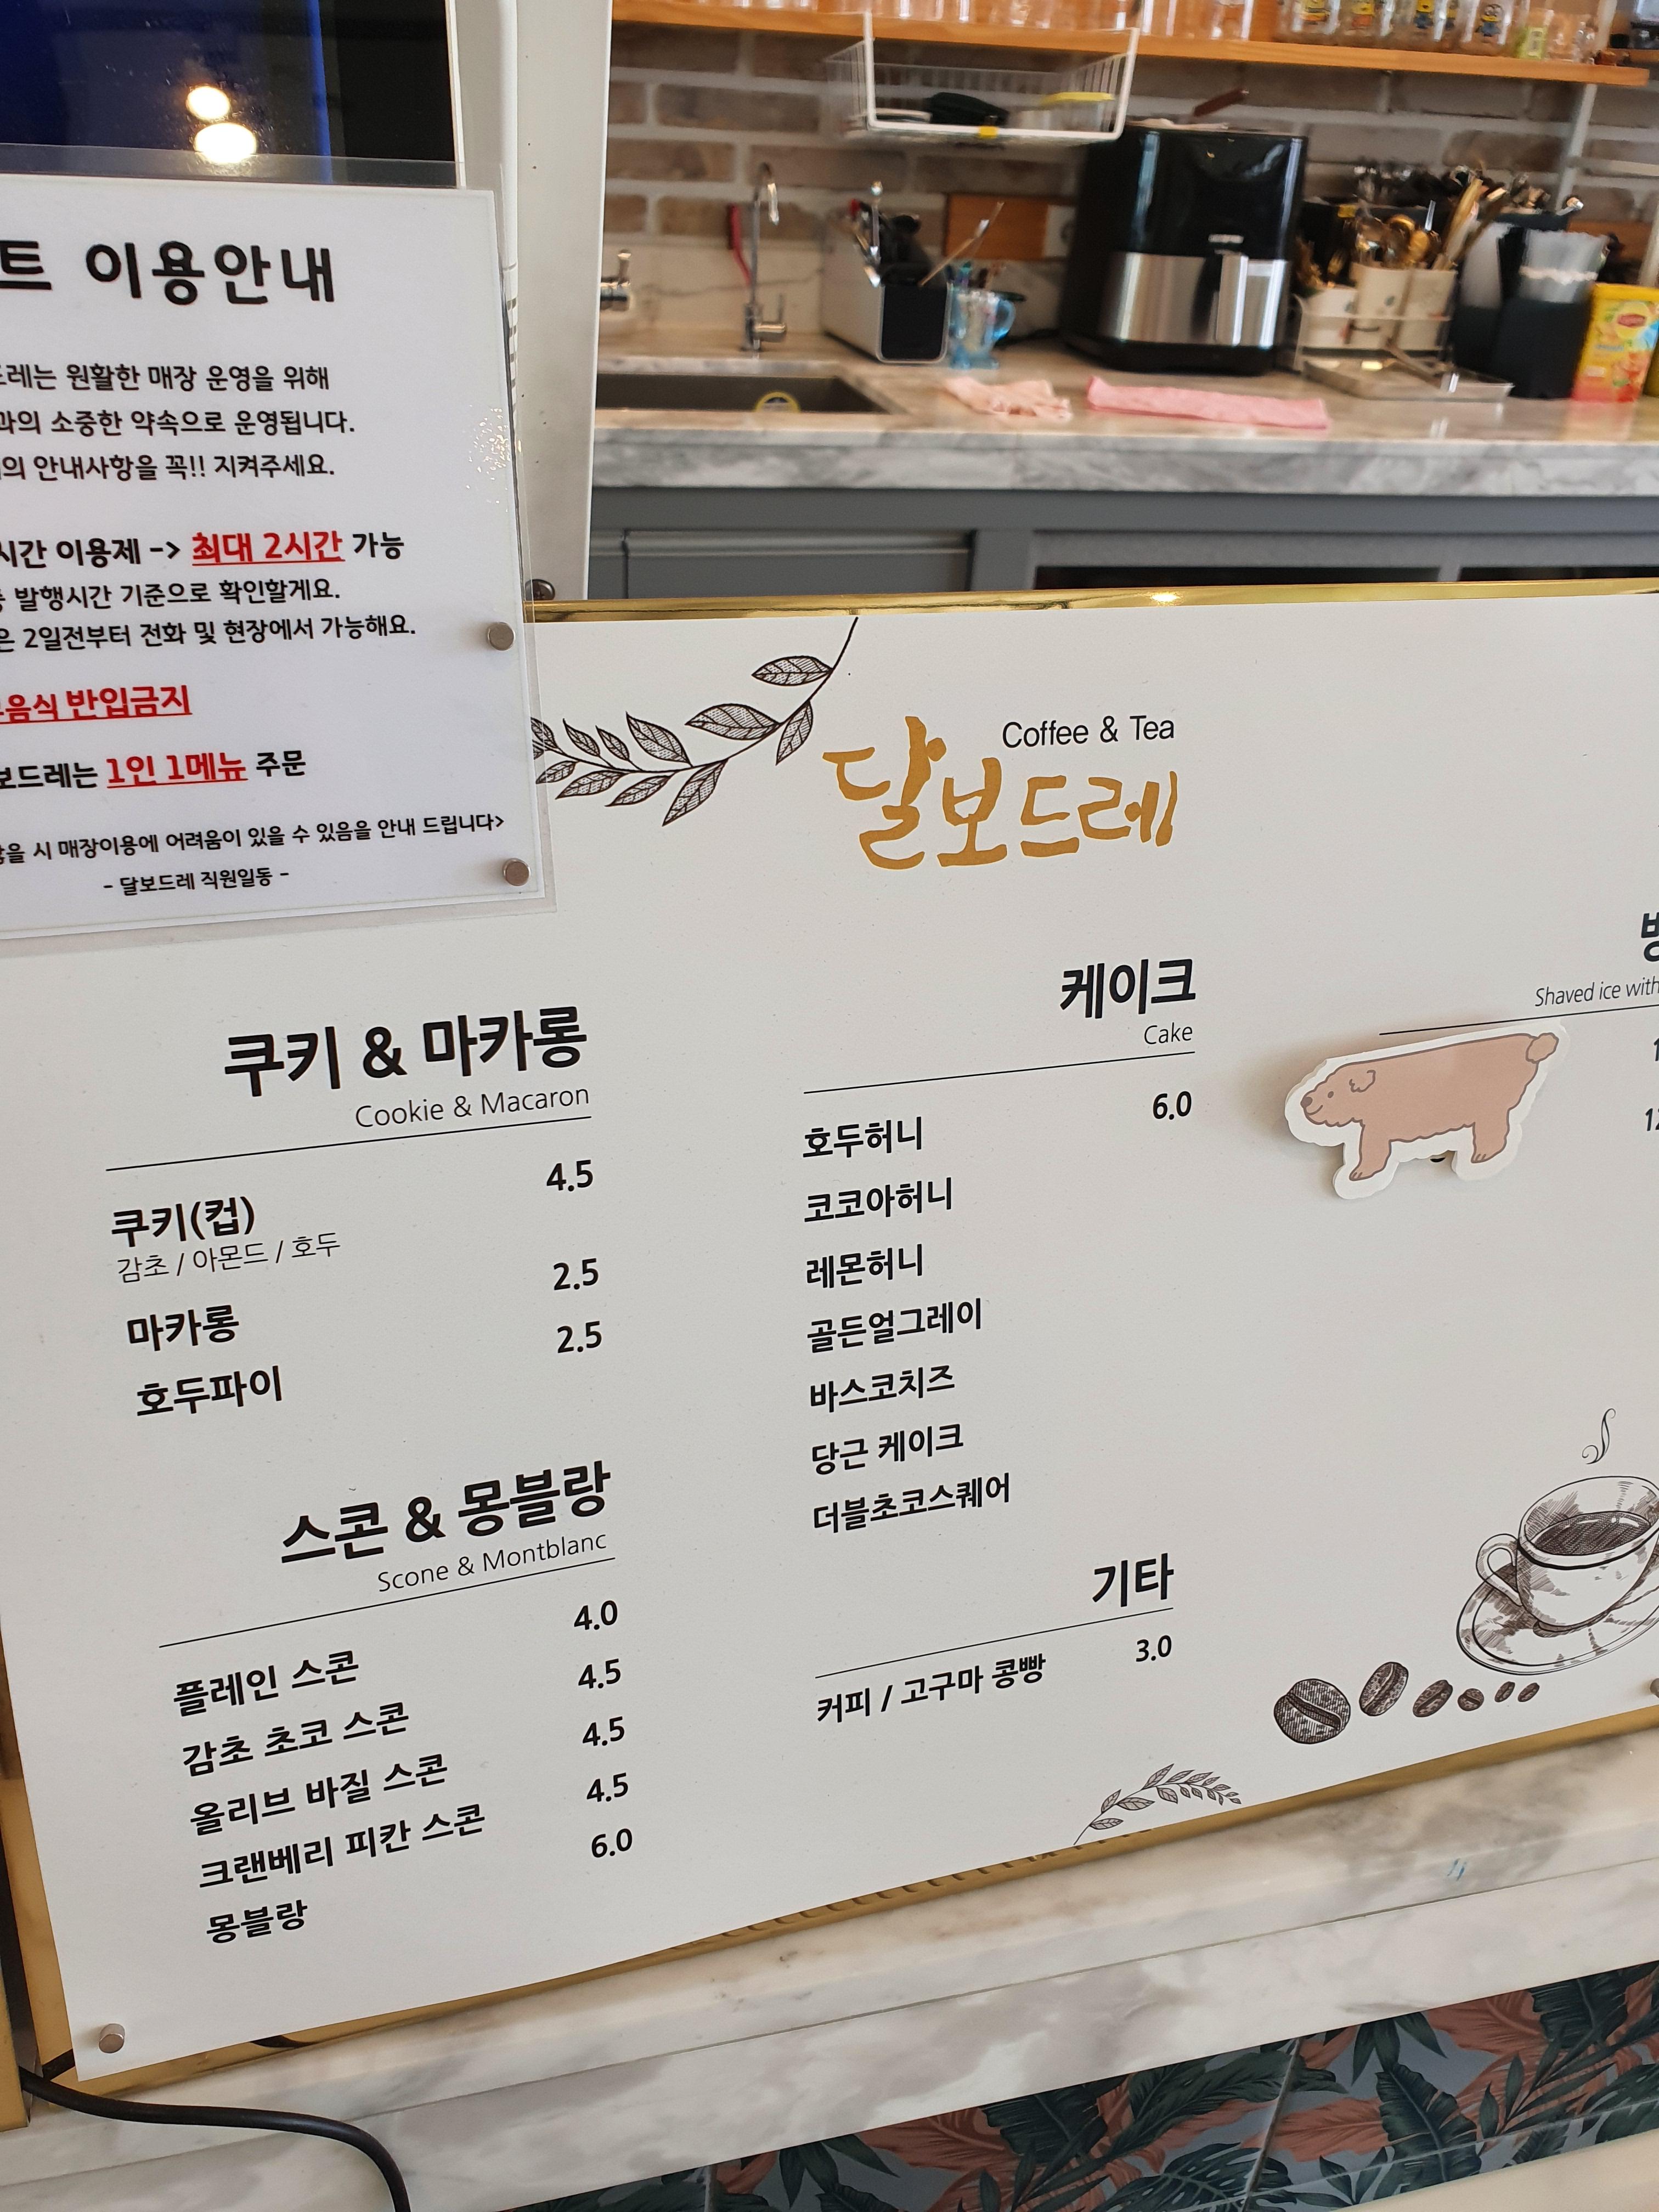 트 이용안내
드레는 원활한 매장 운영을 위해
과의 소중한 약속으로 운영됩니다.
의 안내사항을 꼭!! 지켜주세요.
시간 이용제 -> 최대 2시간 가능
발행시간 기준으로 확인할게요.
은 2일전부터 전화 및 현장에서 가능해요.
음식 반입금지
보드레는 1인 1메뉴 주문
않을 시 매장이용에 어려움이 있을 수 있음을 안내 드립니다>
- 달보드레 직원일동 -
Coffee & Tea
달보드레
쿠키 & 마카롱
Cookie & Macaron
쿠키(컵) 4.5
감초 / 아몬드 / 호두
마카롱 2.5
호두파이 2.5
스콘 & 몽블랑
Scone & Montblanc
플레인 스콘 4.0
감초 초코 스콘 4.5
올리브 바질 스콘 4.5
크랜베리 피칸 스콘 4.5
몽블랑 6.0
케이크
Cake
호두허니 6.0
코코아허니
레몬허니
골든얼그레이
바스코치즈
당근 케이크
더블초코스퀘어
기타
커피 / 고구마 콩빵 3.0
Shaved ice with